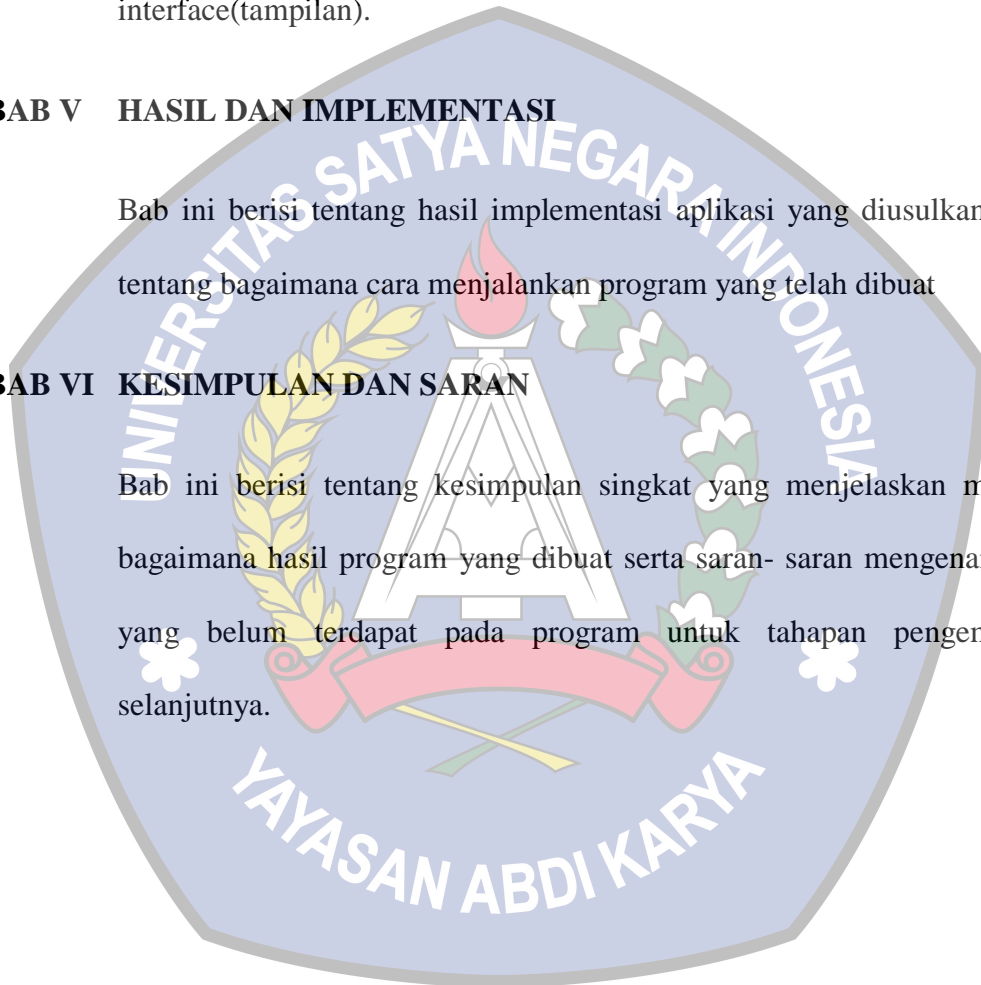 interface(tampilan).
BAB V HASIL DAN IMPLEMENTASI
Bab ini berisi tentang hasil implementasi aplikasi yang diusulkan
tentang bagaimana cara menjalankan program yang telah dibuat
BAB VI KESIMPULAN DAN SARAN
Bab ini berisi tentang kesimpulan singkat yang menjelaskan
bagaimana hasil program yang dibuat serta saran- saran
yang belum terdapat pada program untuk tahapan
selanjutnya.
UNIVERSITAS SATYA NEGARA INDONESIA
YAYASAN ABDI KARYA